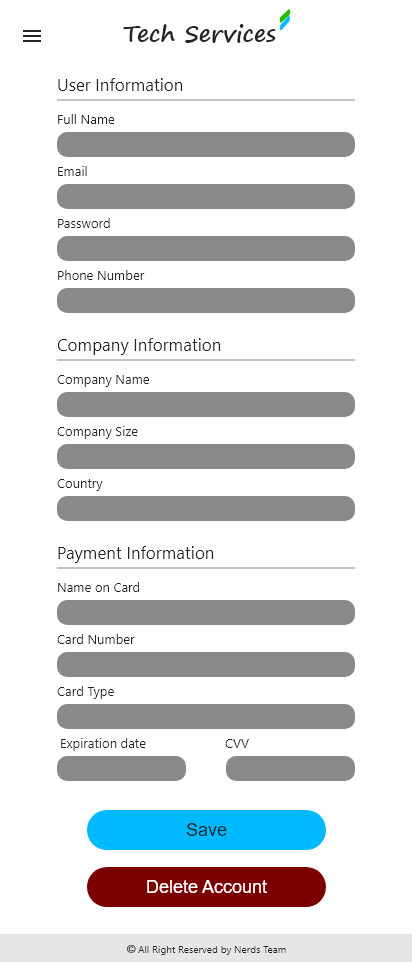 Tech Services
User Information
Full Name
Email
Password
Phone Number
Company Information
Company Name
Company Size
Country
Payment Information
Name on Card
Card Number
Card Type
Expiration date CVV
Save
Delete Account
© All Right Reserved by Nerds Team